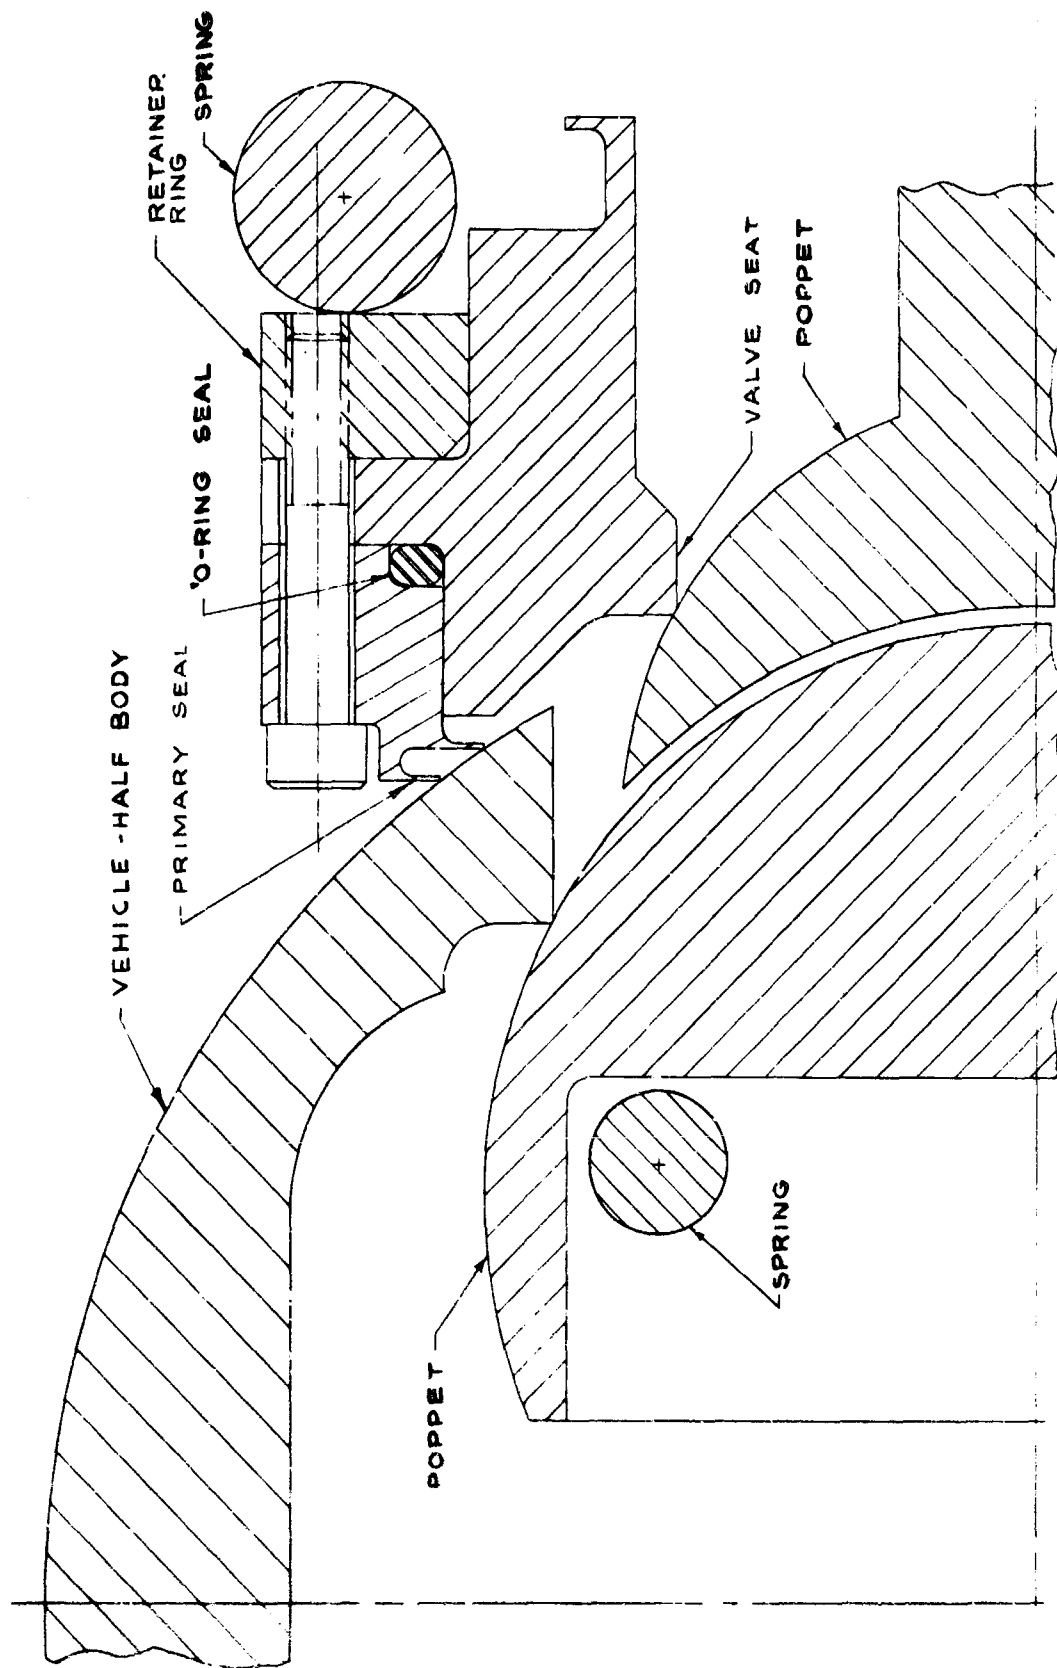 SPRING
RETAINER
RING
'O-RING SEAL
VEHICLE-HALF BODY
PRIMARY SEAL
VALVE SEAT
POPPET
POPPET
SPRING